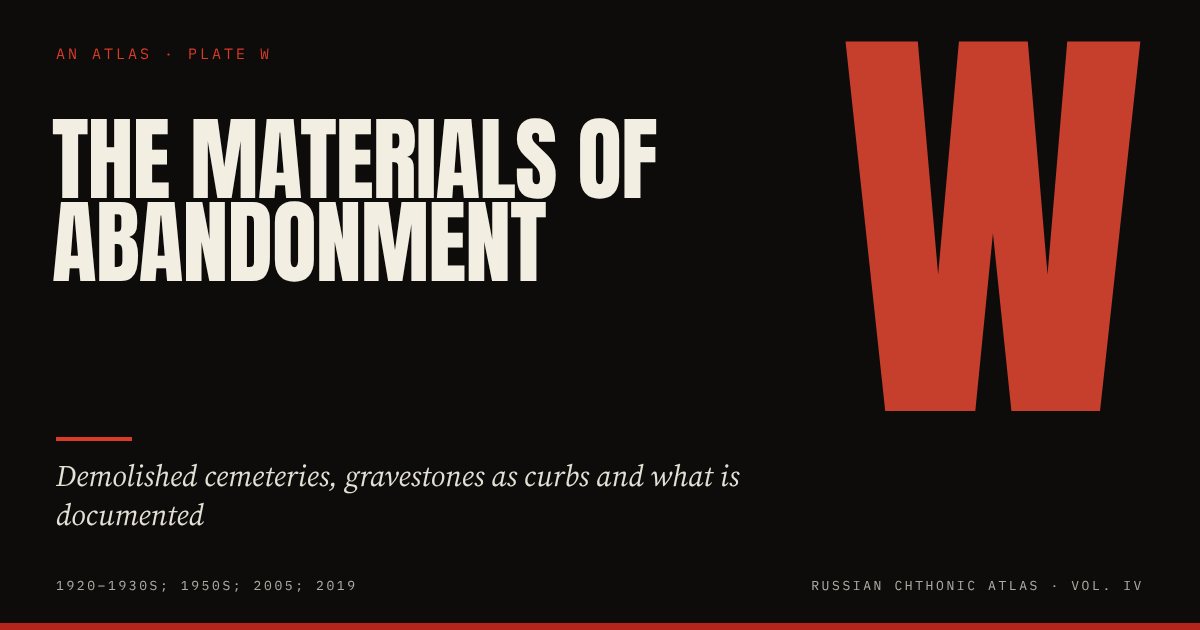 AN ATLAS · PLATE W
W
THE MATERIALS OF
ABANDONMENT
Demolished cemeteries, gravestones as curbs and what is
documented
1920–1930S; 1950S; 2005; 2019
RUSSIAN CHTHONIC ATLAS · VOL. IV